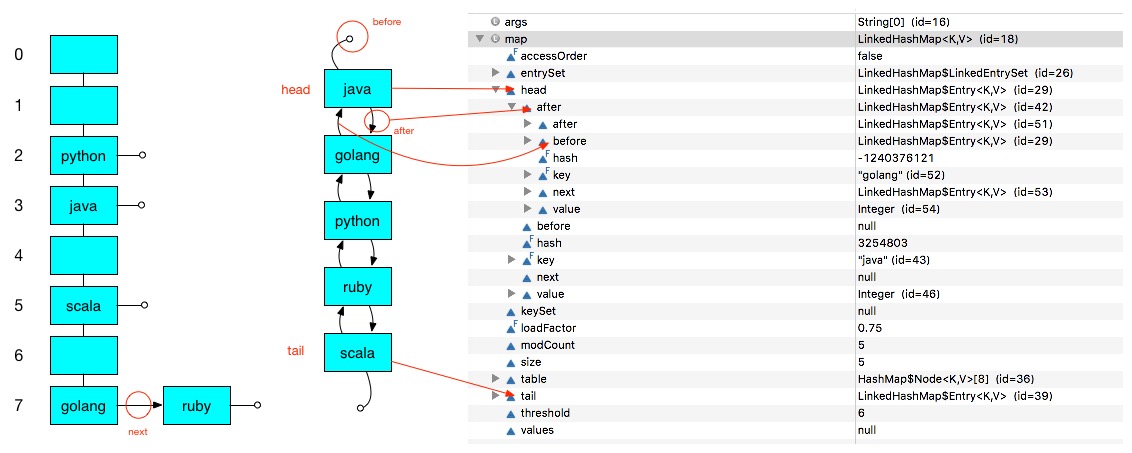 0
1
2 python
3 java
4
5 scala
6
7 golang ruby
next
before
head java
after
golang
python
ruby
tail scala
args String[0] (id=16)
map LinkedHashMap<K,V> (id=18)
F accessOrder false
entrySet LinkedHashMap$LinkedEntrySet (id=26)
head LinkedHashMap$Entry<K,V> (id=29)
after LinkedHashMap$Entry<K,V> (id=42)
after LinkedHashMap$Entry<K,V> (id=51)
before LinkedHashMap$Entry<K,V> (id=29)
F hash -1240376121
F key "golang" (id=52)
next LinkedHashMap$Entry<K,V> (id=53)
value Integer (id=54)
before null
F hash 3254803
F key "java" (id=43)
next null
value Integer (id=46)
keySet null
F loadFactor 0.75
modCount 5
size 5
table HashMap$Node<K,V>[8] (id=36)
tail LinkedHashMap$Entry<K,V> (id=39)
threshold 6
values null